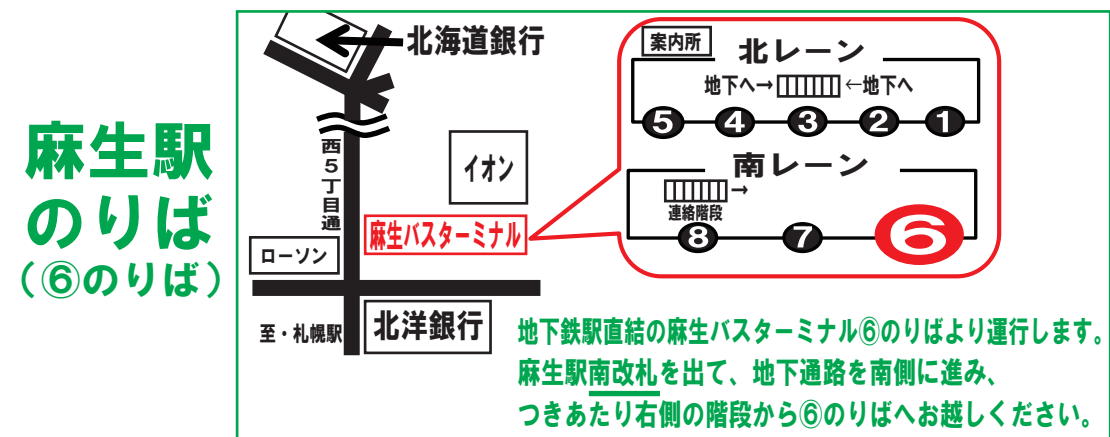 麻生駅
のりば
（⑥のりば）
北海道銀行
西5丁目通
イオン
麻生バスターミナル
ローソン
至・札幌駅
北洋銀行
案内所
北レーン
地下へ→
←地下へ
5 4 3 2 1
南レーン
→
連絡階段
8 7 6
地下鉄駅直結の麻生バスターミナル⑥のりばより運行します。
麻生駅南改札を出て、地下通路を南側に進み、
つきあたり右側の階段から⑥のりばへお越しください。